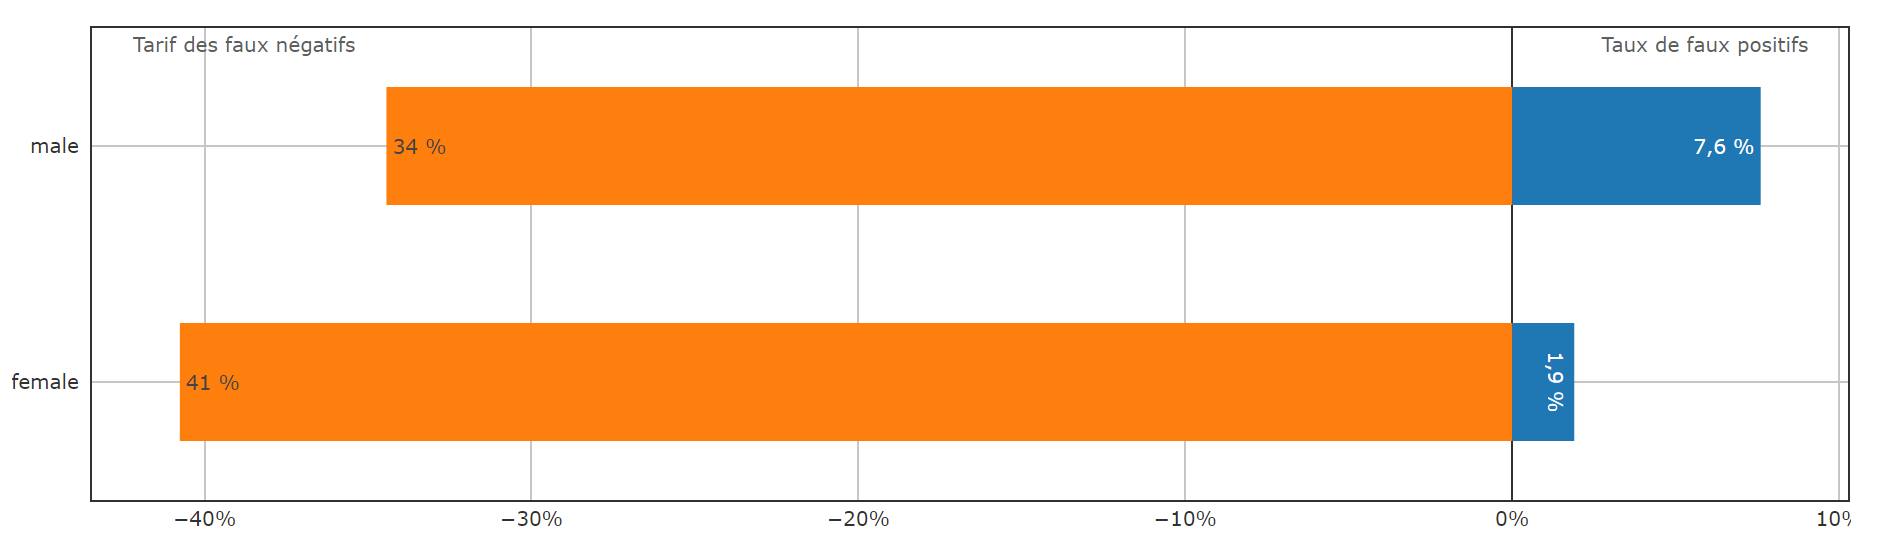 Tarif des faux négatifs
Taux de faux positifs
male
34 %
7,6 %
female
41 %
1,9 %
−40%
−30%
−20%
−10%
0%
10%